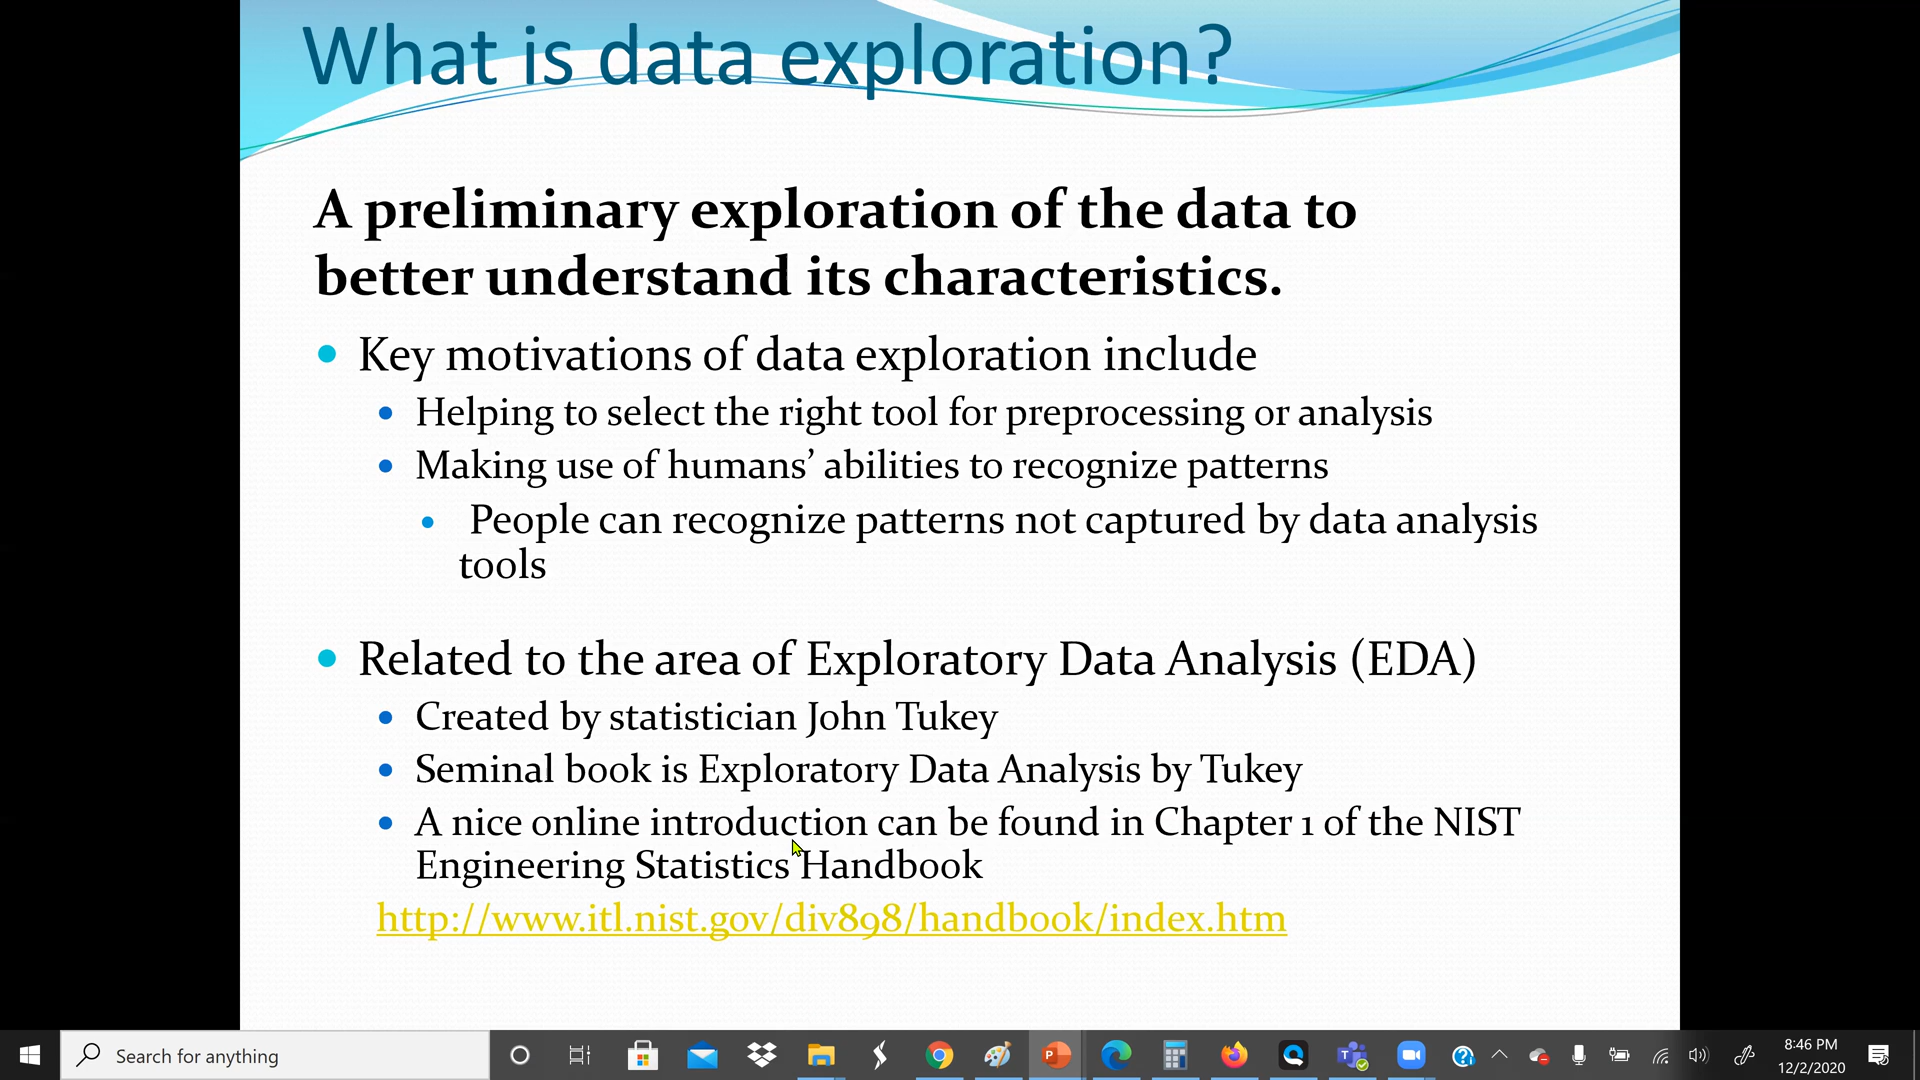 What is data exploration?
A preliminary exploration of the data to
better understand its characteristics.
Key motivations of data exploration include
Helping to select the right tool for preprocessing or analysis
Making use of humans’ abilities to recognize patterns
People can recognize patterns not captured by data analysis
tools
Related to the area of Exploratory Data Analysis (EDA)
Created by statistician John Tukey
Seminal book is Exploratory Data Analysis by Tukey
A nice online introduction can be found in Chapter 1 of the NIST
Engineering Statistics Handbook
http://www.itl.nist.gov/div898/handbook/index.htm
Search for anything
8:46 PM
12/2/2020